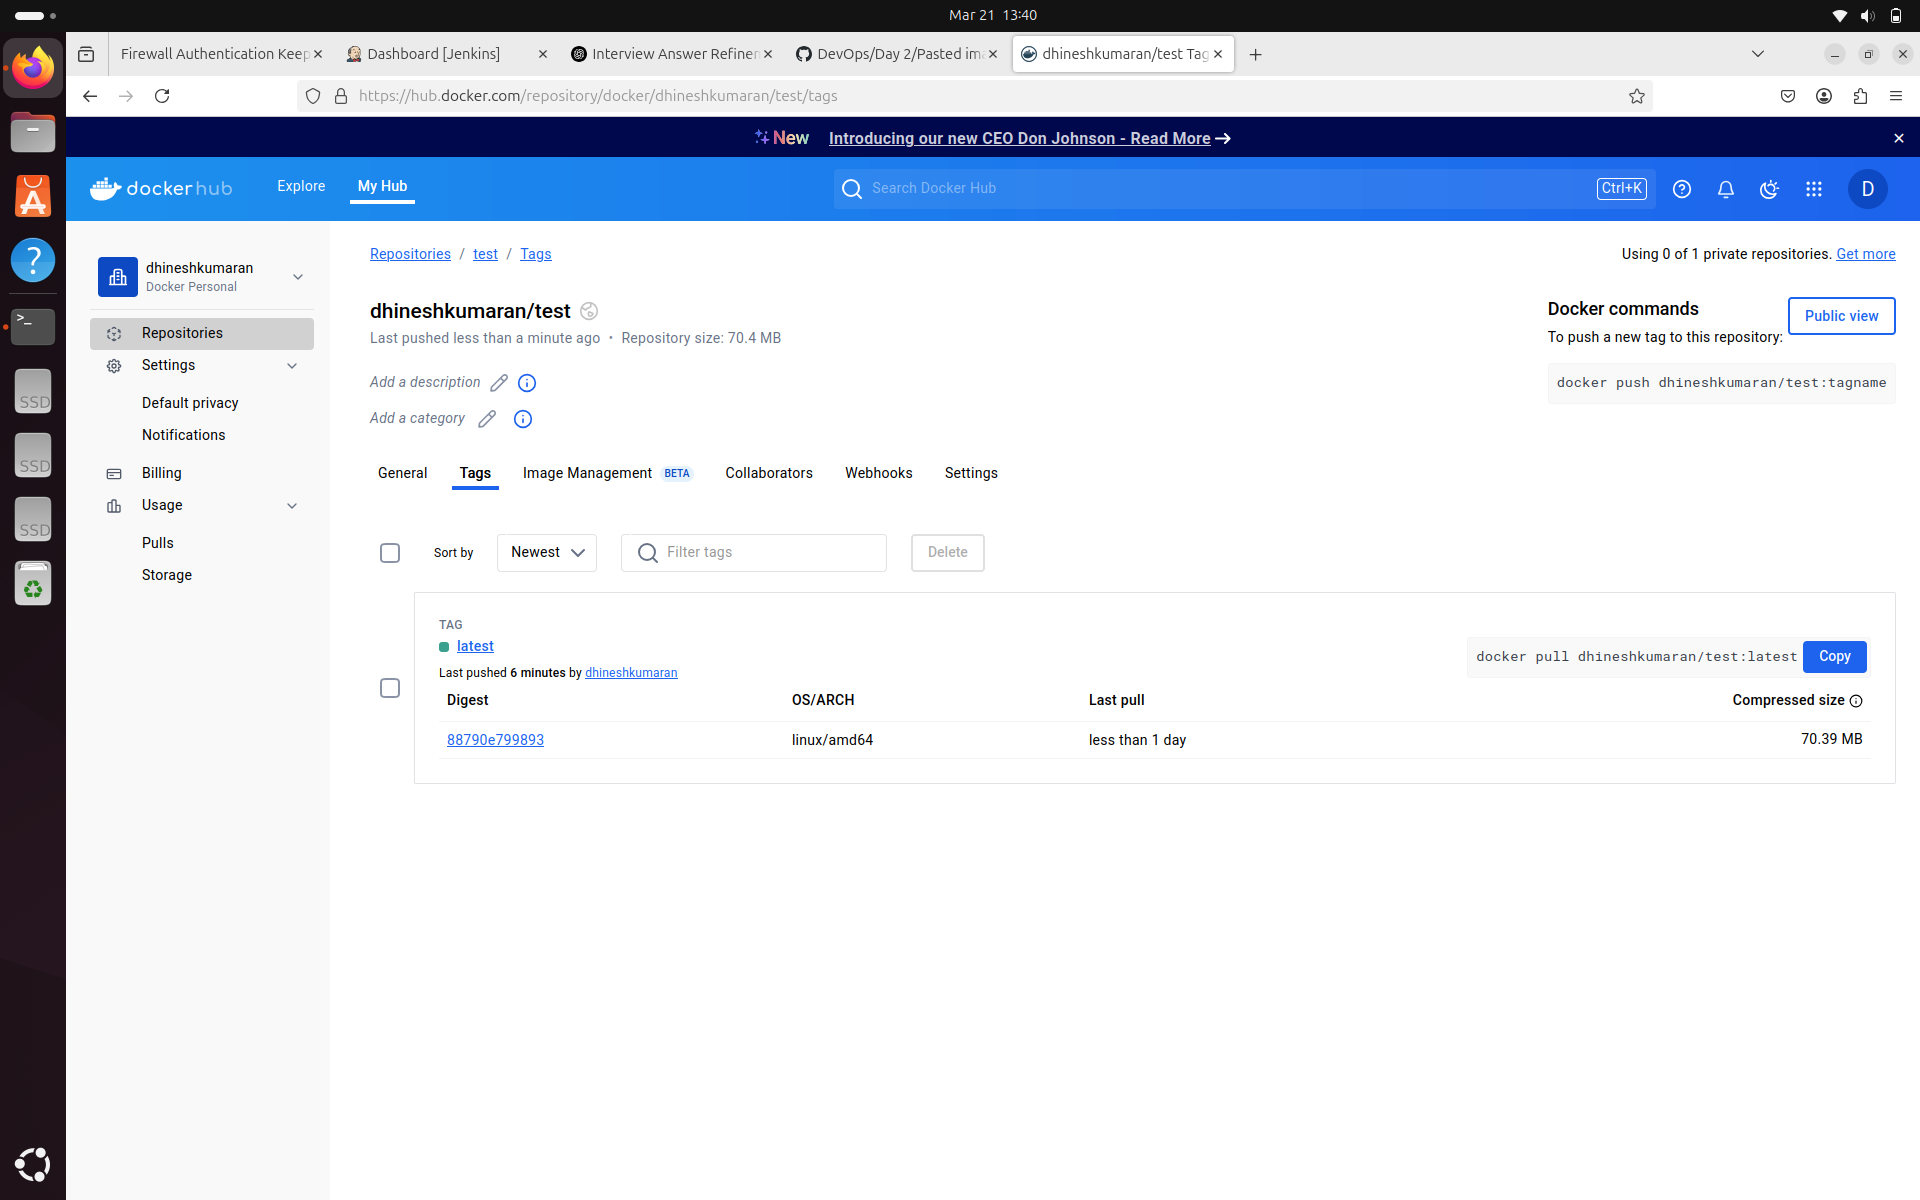 Mar 21 13:40
Firewall Authentication Keep
Dashboard [Jenkins]
Interview Answer Refinem
DevOps/Day 2/Pasted ima
dhineshkumaran/test Tag
https://hub.docker.com/repository/docker/dhineshkumaran/test/tags
New Introducing our new CEO Don Johnson - Read More →
docker hub
Explore
My Hub
Search Docker Hub
Ctrl+K
D
dhineshkumaran
Docker Personal
Repositories
Settings
Default privacy
Notifications
Billing
Usage
Pulls
Storage
SSD
SSD
SSD
Repositories / test / Tags
Using 0 of 1 private repositories. Get more
dhineshkumaran/test
Last pushed less than a minute ago • Repository size: 70.4 MB
Add a description
Add a category
Docker commands
To push a new tag to this repository:
Public view
docker push dhineshkumaran/test:tagname
General
Tags
Image Management BETA
Collaborators
Webhooks
Settings
Sort by
Newest
Filter tags
Delete
TAG
latest
Last pushed 6 minutes by dhineshkumaran
docker pull dhineshkumaran/test:latest
Copy
Digest
OS/ARCH
Last pull
Compressed size
88790e799893
linux/amd64
less than 1 day
70.39 MB